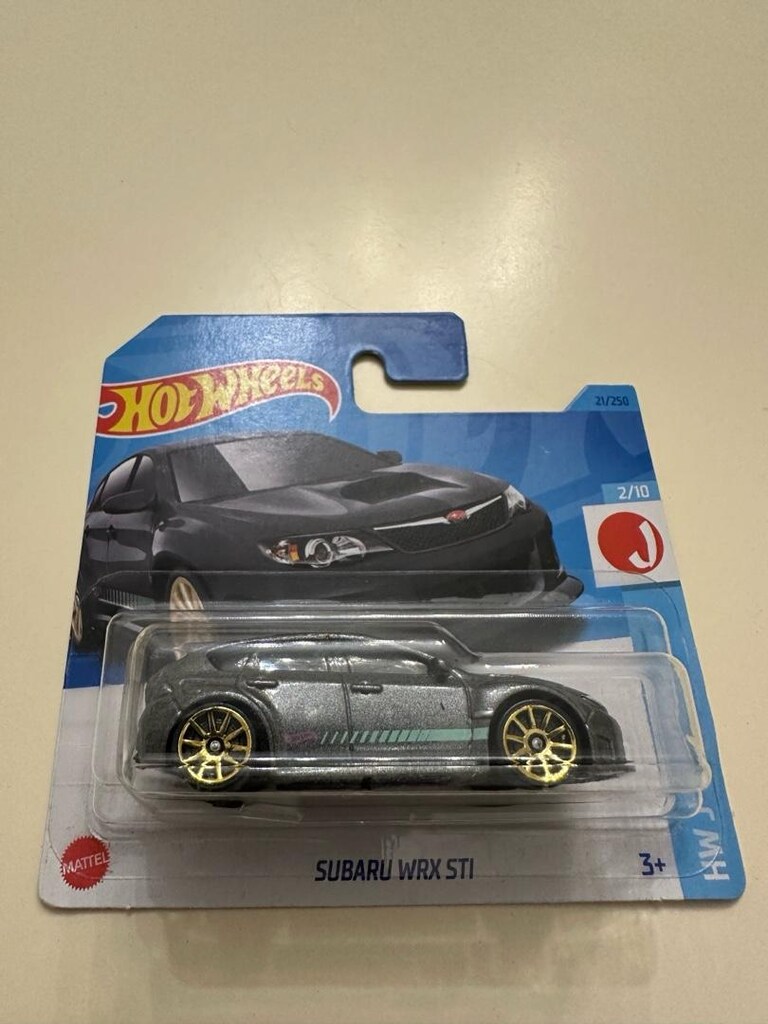 HOT WHEELS
21/250
2/10
J
MATTEL
SUBARU WRX STI
3+
HW J